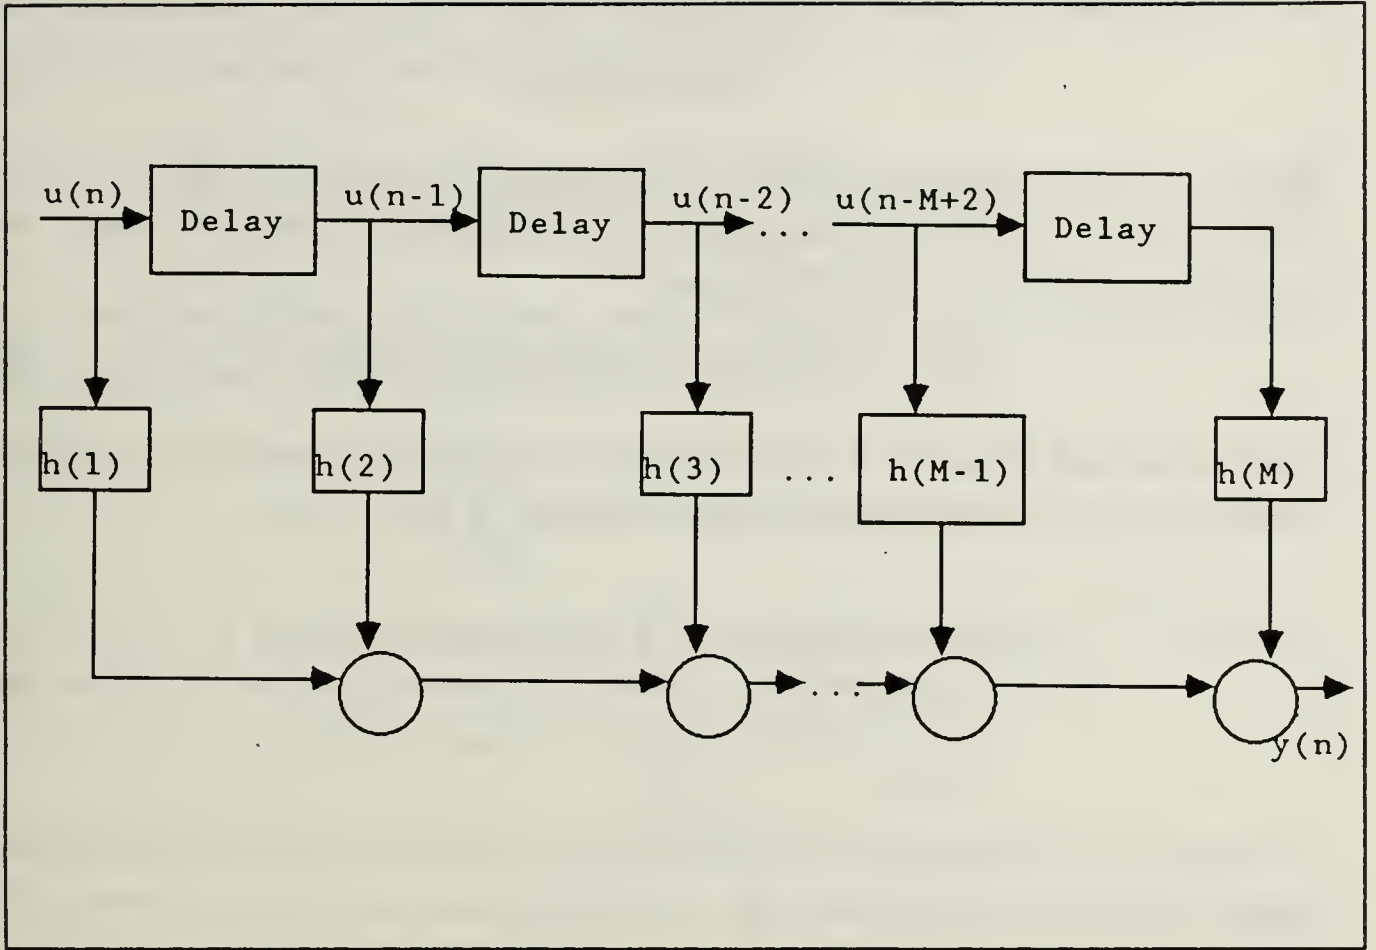 u(n) Delay u(n-1) Delay u(n-2) ... u(n-M+2) Delay
h(1) h(2) h(3) ... h(M-1) h(M)
...
y(n)